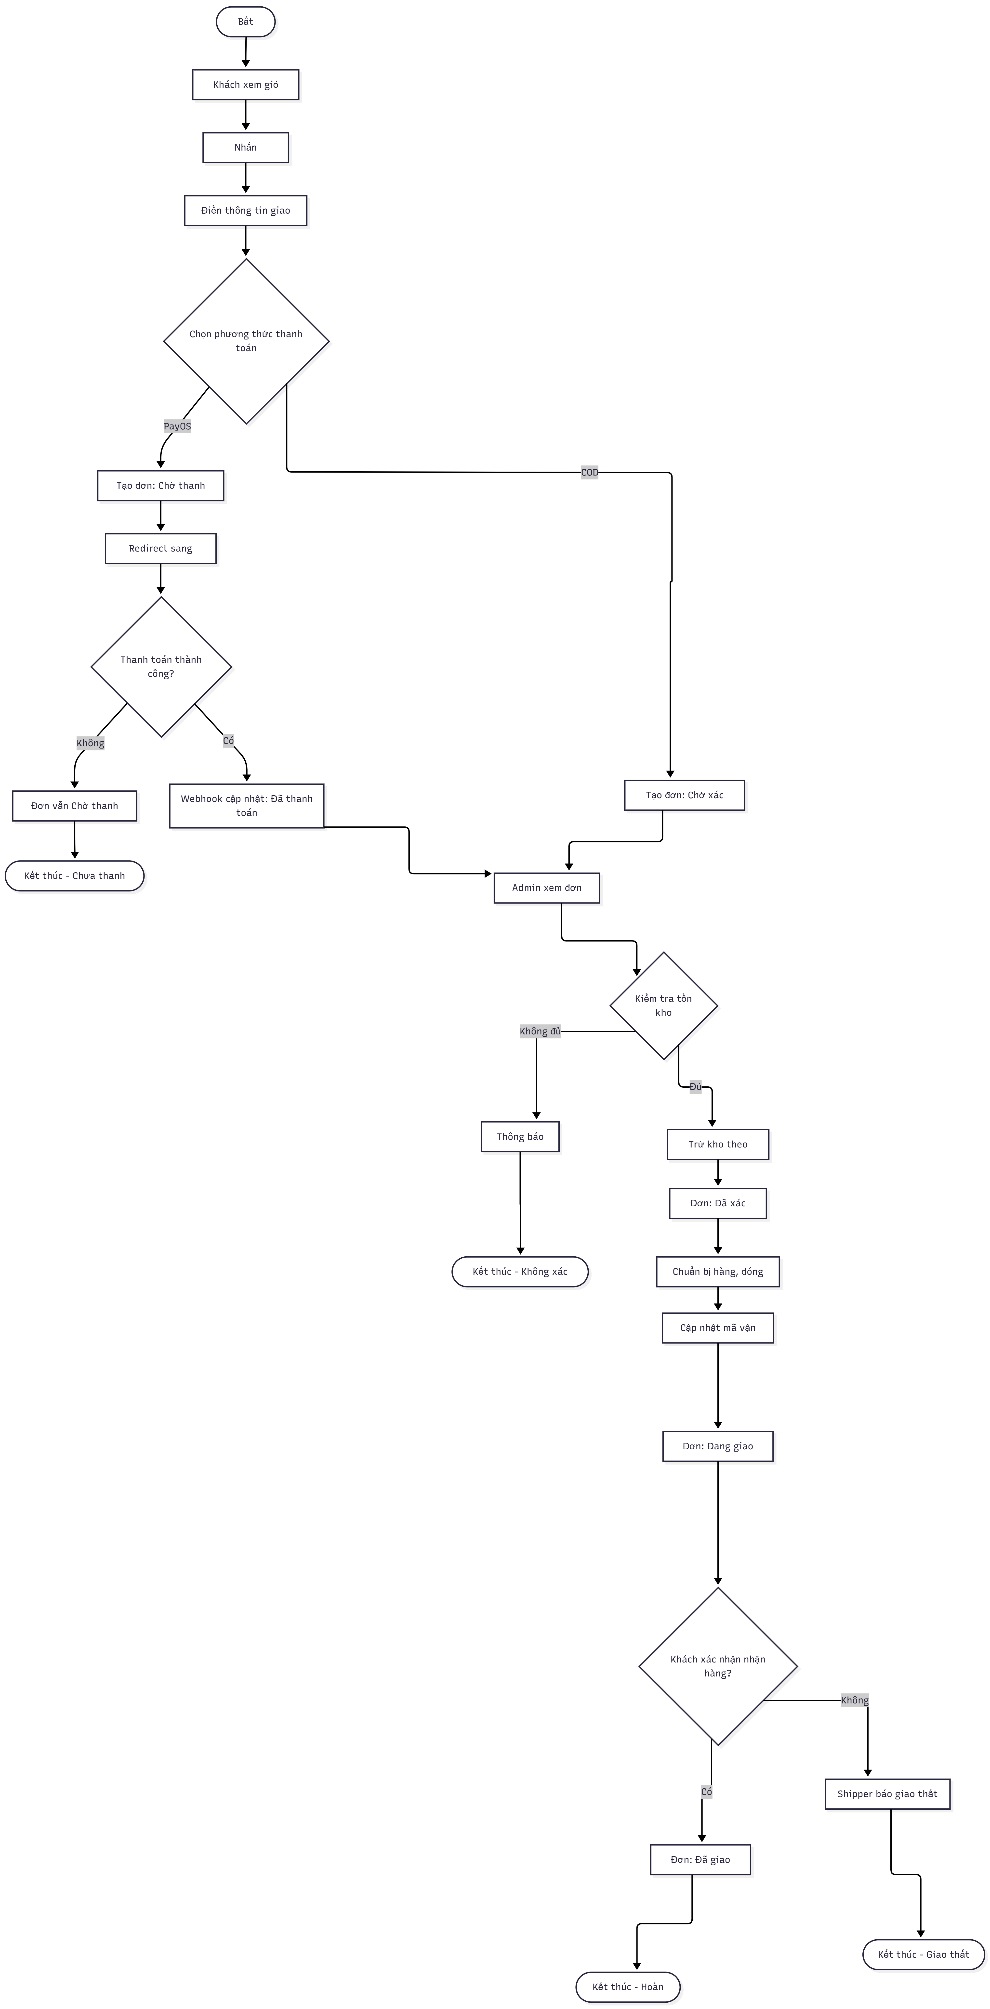 Bắt
Khách xem giỏ
Nhấn
Điền thông tin giao
Chọn phương thức thanh
toán
PayOS
COD
Tạo đơn: Chờ thanh
Redirect sang
Thanh toán thành
công?
Không
Có
Đơn vẫn Chờ thanh
Webhook cập nhật: Đã thanh
toán
Tạo đơn: Chờ xác
Kết thúc - Chưa thanh
Admin xem đơn
Kiểm tra tồn
kho
Không đủ
Đủ
Thông báo
Trừ kho theo
Đơn: Đã xác
Kết thúc - Không xác
Chuẩn bị hàng, đóng
Cập nhật mã vận
Đơn: Đang giao
Khách xác nhận nhận
hàng?
Không
Có
Shipper báo giao thất
Đơn: Đã giao
Kết thúc - Giao thất
Kết thúc - Hoàn